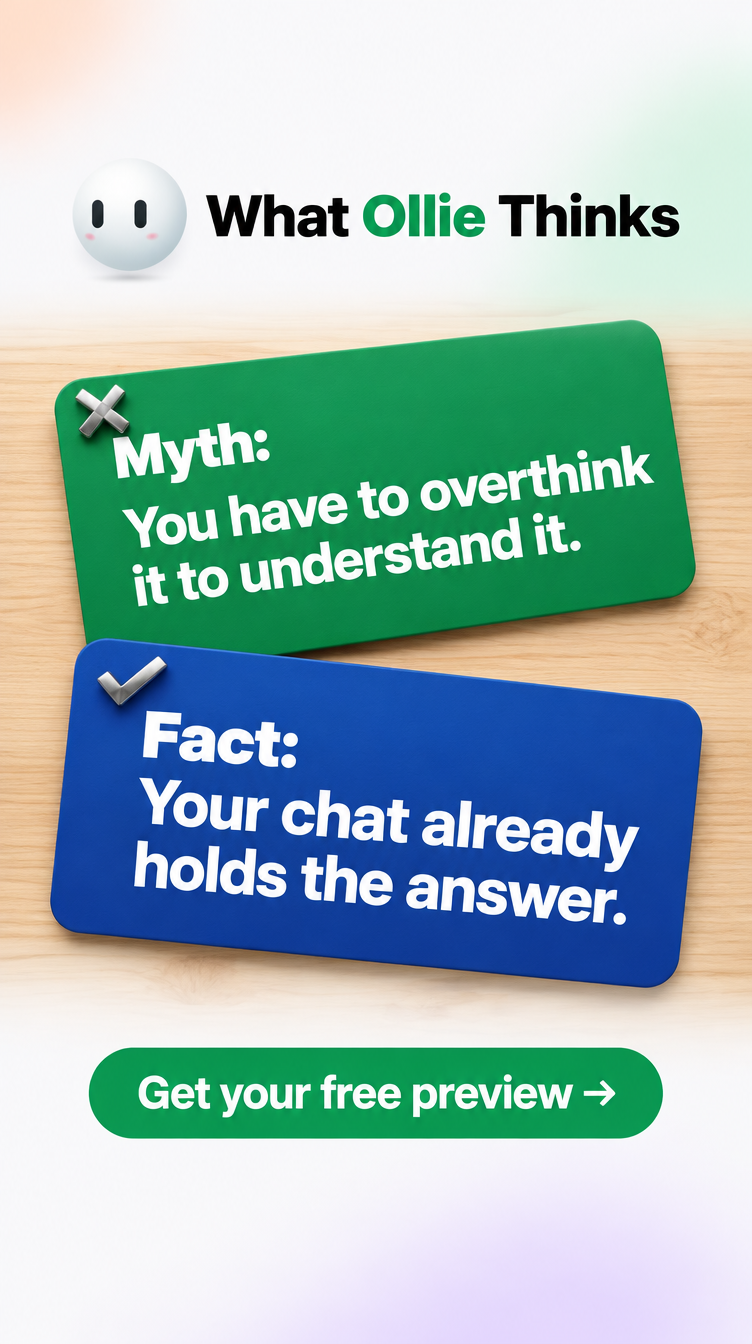 What Ollie Thinks
Myth:
You have to overthink
it to understand it.
Fact:
Your chat already
holds the answer.
Get your free preview →